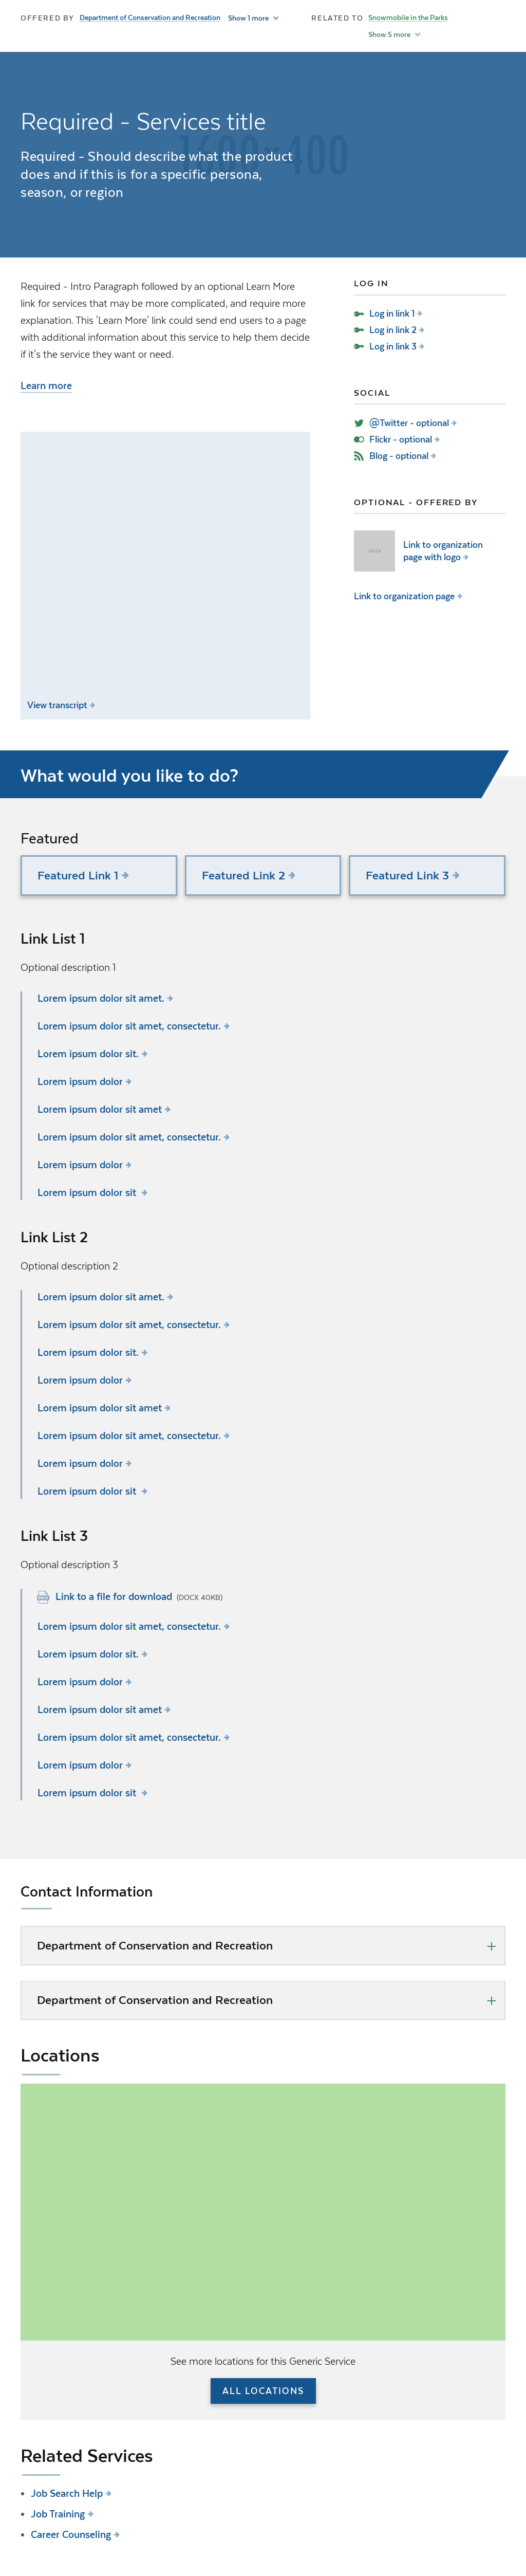 OFFERED BY Department of Conservation and Recreation Show 1 more
RELATED TO Snowmobile in the Parks
Show 5 more
1600×400
Required - Services title
Required - Should describe what the product
does and if this is for a specific persona,
season, or region
Required - Intro Paragraph followed by an optional Learn More
link for services that may be more complicated, and require more
explanation. This 'Learn More' link could send end users to a page
with additional information about this service to help them decide
if it's the service they want or need.
Learn more
View transcript
LOG IN
Log in link 1
Log in link 2
Log in link 3
SOCIAL
@Twitter - optional
Flickr - optional
Blog - optional
OPTIONAL - OFFERED BY
Link to organization
page with logo
Link to organization page
What would you like to do?
Featured
Featured Link 1
Featured Link 2
Featured Link 3
Link List 1
Optional description 1
Lorem ipsum dolor sit amet.
Lorem ipsum dolor sit amet, consectetur.
Lorem ipsum dolor sit.
Lorem ipsum dolor
Lorem ipsum dolor sit amet
Lorem ipsum dolor sit amet, consectetur.
Lorem ipsum dolor
Lorem ipsum dolor sit
Link List 2
Optional description 2
Lorem ipsum dolor sit amet.
Lorem ipsum dolor sit amet, consectetur.
Lorem ipsum dolor sit.
Lorem ipsum dolor
Lorem ipsum dolor sit amet
Lorem ipsum dolor sit amet, consectetur.
Lorem ipsum dolor
Lorem ipsum dolor sit
Link List 3
Optional description 3
Link to a file for download (DOCX 40KB)
Lorem ipsum dolor sit amet, consectetur.
Lorem ipsum dolor sit.
Lorem ipsum dolor
Lorem ipsum dolor sit amet
Lorem ipsum dolor sit amet, consectetur.
Lorem ipsum dolor
Lorem ipsum dolor sit
Contact Information
Department of Conservation and Recreation
Department of Conservation and Recreation
Locations
See more locations for this Generic Service
ALL LOCATIONS
Related Services
Job Search Help
Job Training
Career Counseling